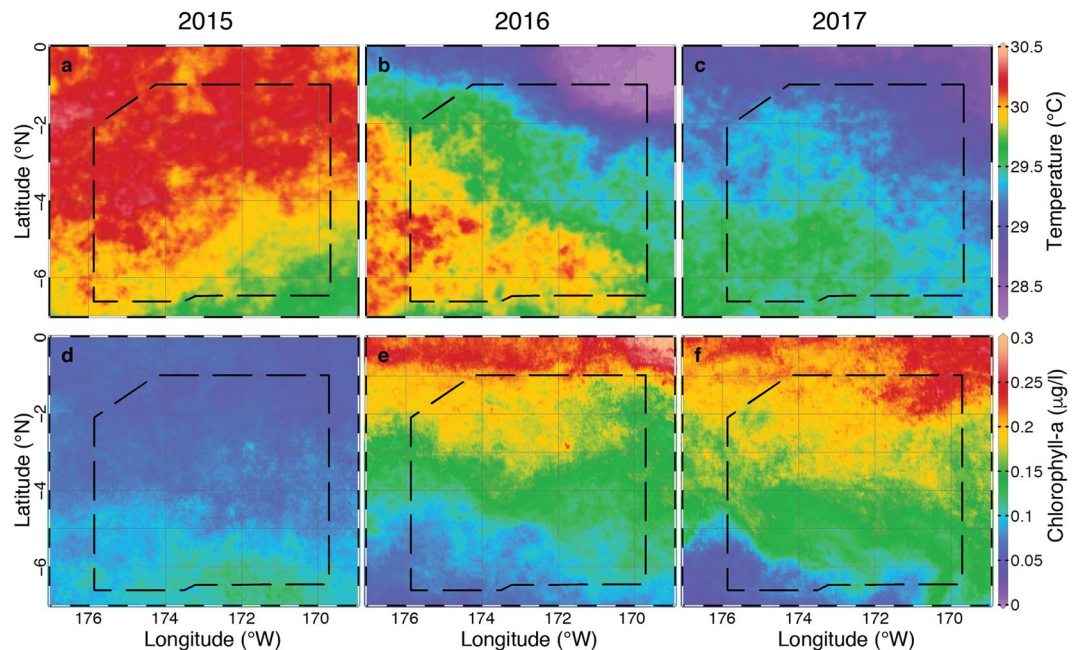 2015 2016 2017
a b c
0
−2
−4
−6
Latitude (°N)
30.5
30
29.5
29
28.5
Temperature (°C)
d e f
0
−2
−4
−6
Latitude (°N)
0.3
0.25
0.2
0.15
0.1
0.05
0
Chlorophyll-a (µg/l)
176 174 172 170 176 174 172 170 176 174 172 170
Longitude (°W) Longitude (°W) Longitude (°W)